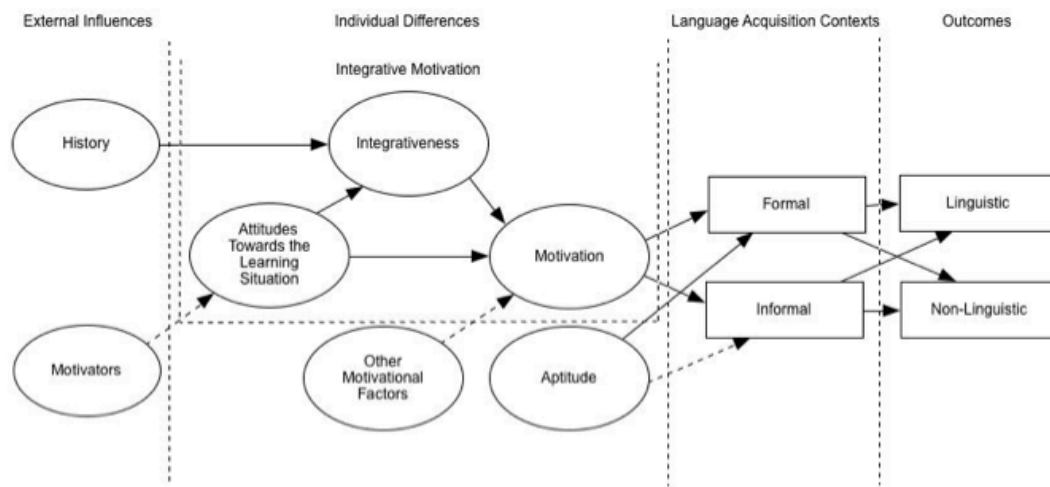 External Influences
Individual Differences
Language Acquisition Contexts
Outcomes
Integrative Motivation
History
Integrativeness
Attitudes
Towards the
Learning
Situation
Motivation
Formal
Linguistic
Informal
Non-Linguistic
Motivators
Other
Motivational
Factors
Aptitude